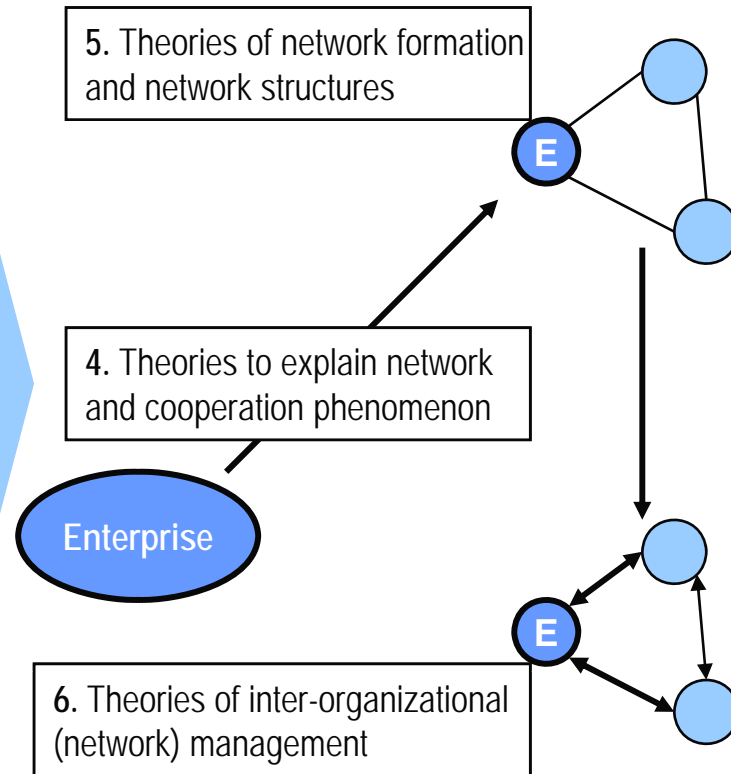 5. Theories of network formation
and network structures
E
4. Theories to explain network
and cooperation phenomenon
Enterprise
E
6. Theories of inter-organizational
(network) management